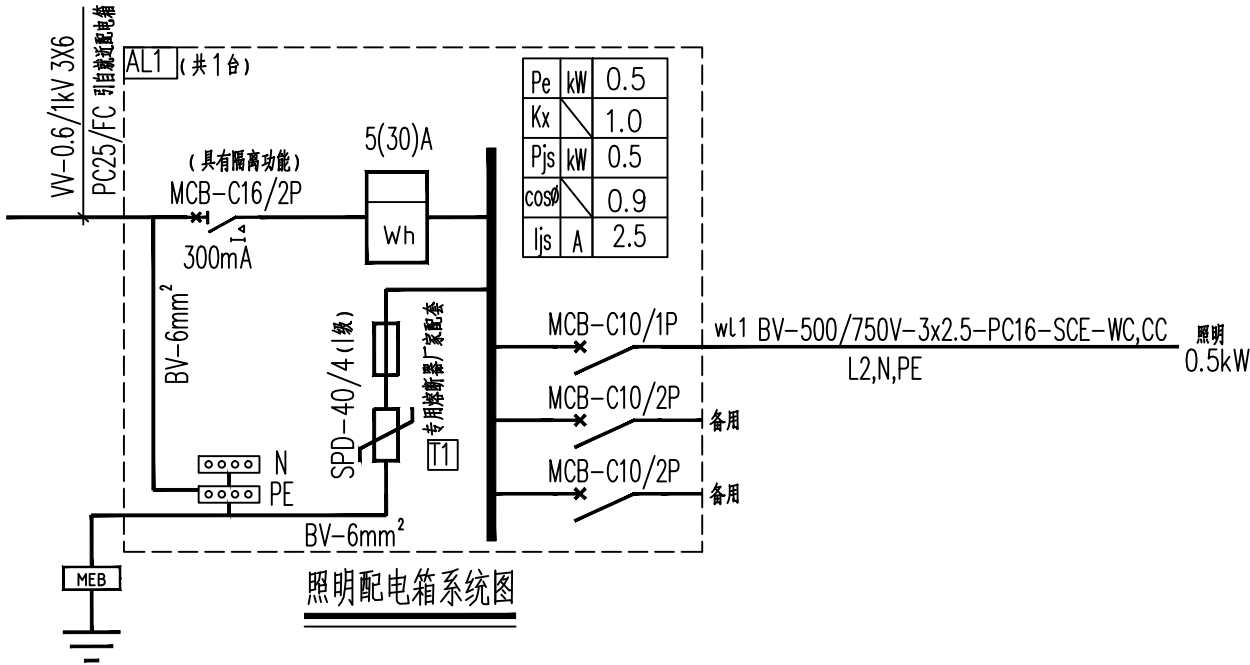 VV-0.6/1kV 3X6
PC25/FC 引自就近配电箱
AL1 (共1台)
(具有隔离功能)
MCB-C16/2P
300mA
5(30)A
Wh
Pe kW 0.5
Kx 1.0
Pjs kW 0.5
cosø 0.9
Ijs A 2.5
BV-6mm²
SPD-40/4 (I级)
专用熔断器厂家配套
T1
MCB-C10/1P
wl1 BV-500/750V-3x2.5-PC16-SCE-WC,CC
L2,N,PE
照明
0.5kW
MCB-C10/2P
备用
MCB-C10/2P
备用
N
PE
BV-6mm²
MEB
照明配电箱系统图